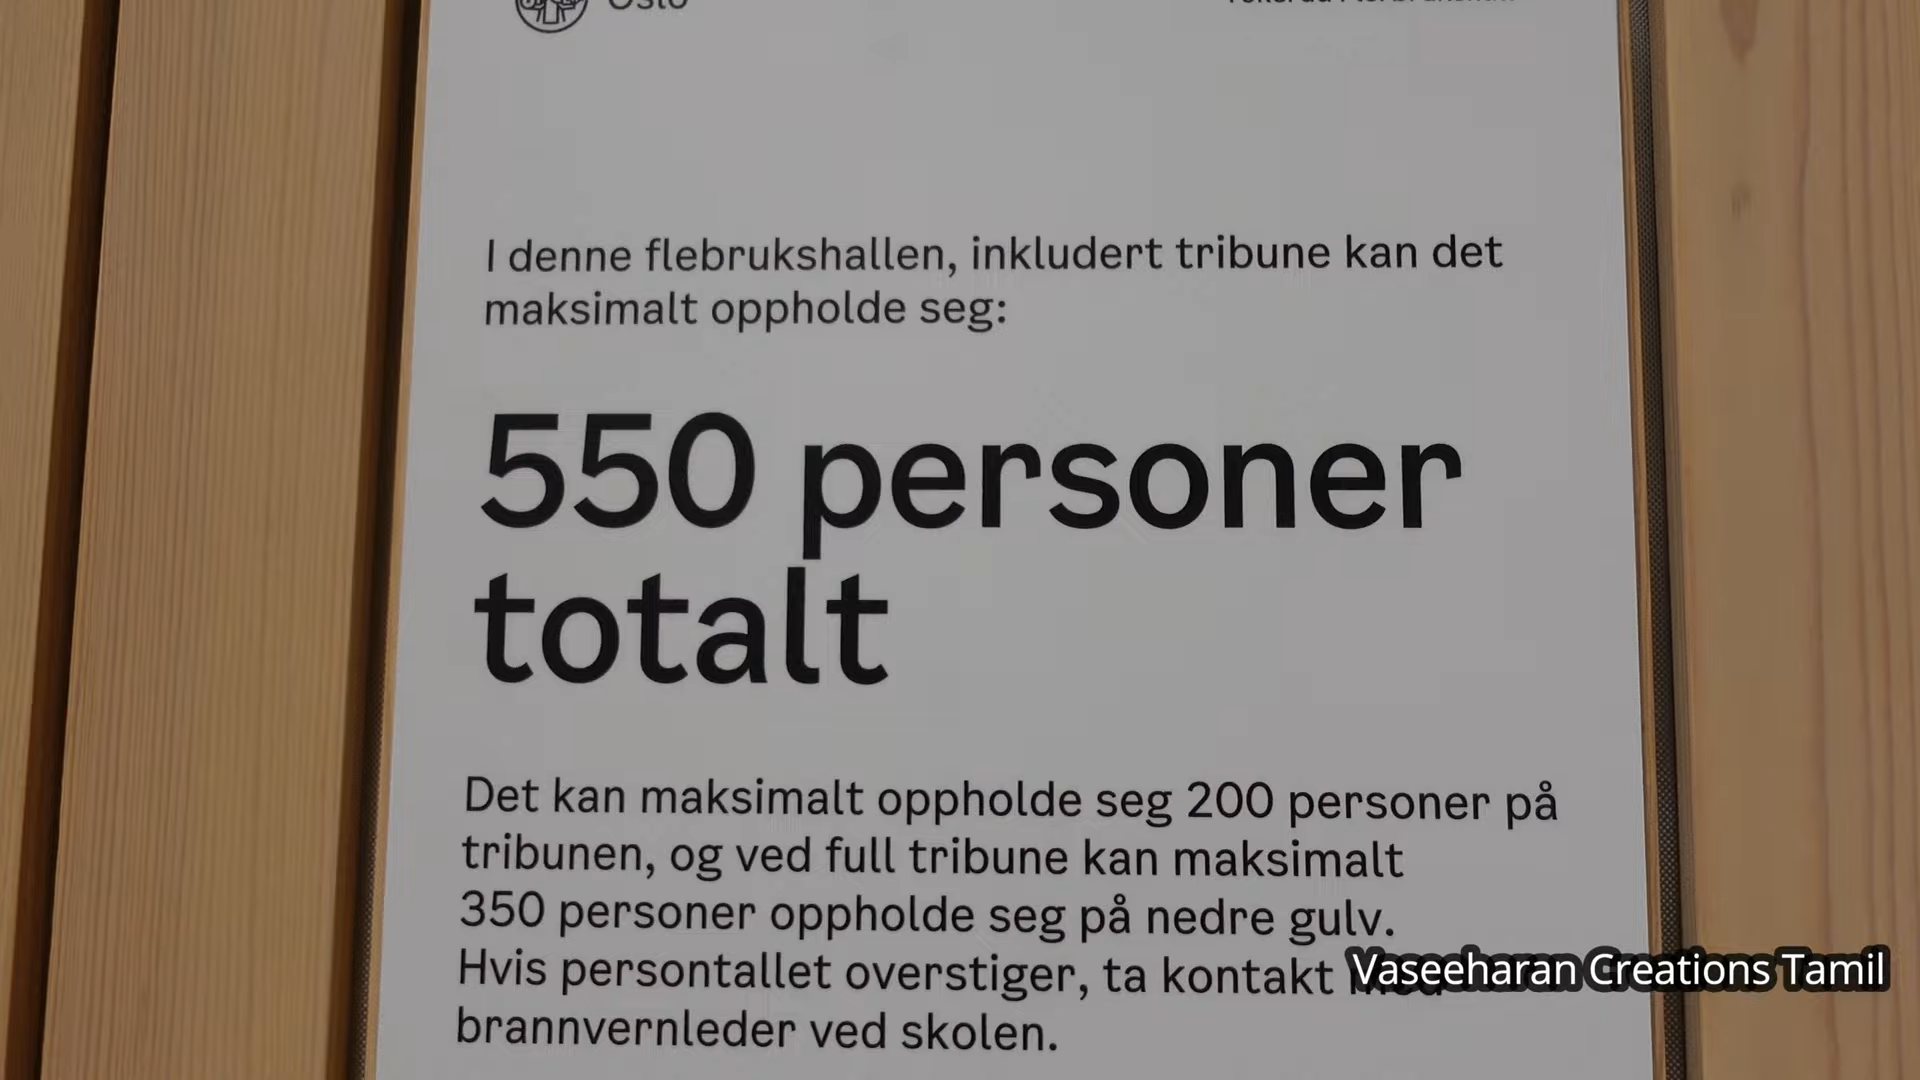 Oslo
I denne flebrukshallen, inkludert tribune kan det
maksimalt oppholde seg:
550 personer
totalt
Det kan maksimalt oppholde seg 200 personer på
tribunen, og ved full tribune kan maksimalt
350 personer oppholde seg på nedre gulv.
Hvis persontallet overstiger, ta kontakt
brannvernleder ved skolen.
Vaseeharan Creations Tamil